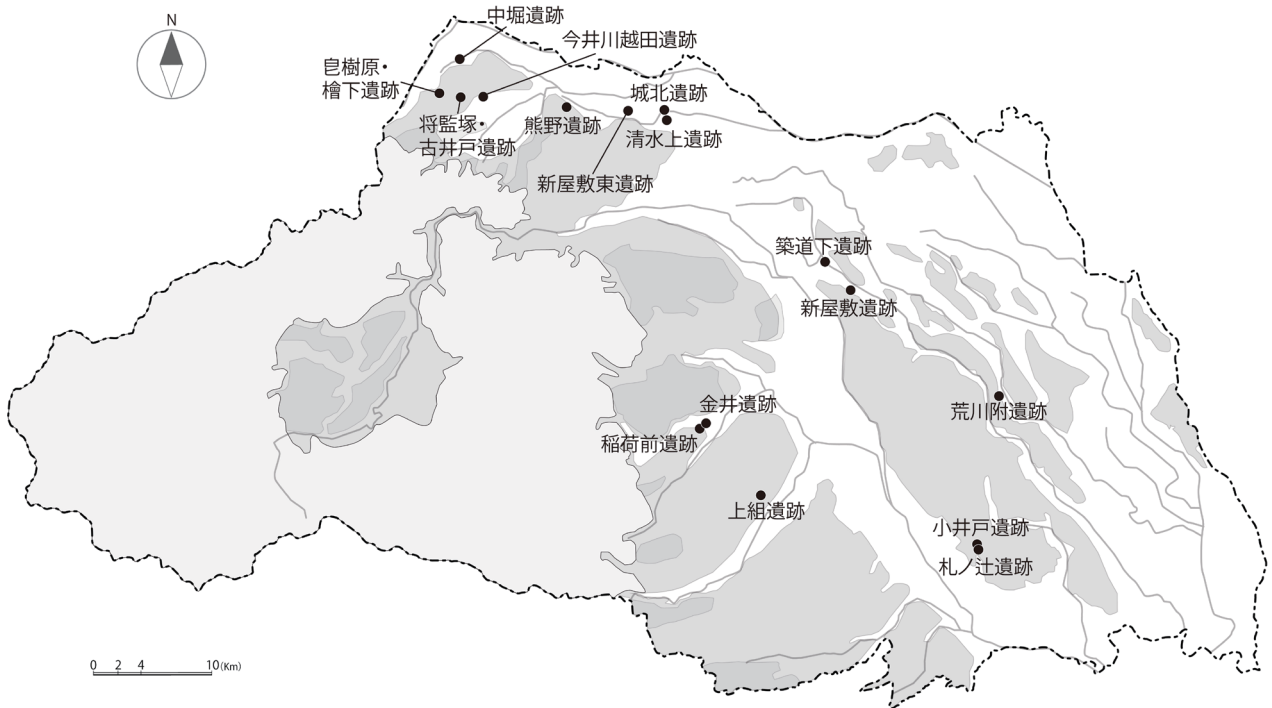 N
中堀遺跡
今井川越田遺跡
皀樹原・
檜下遺跡
将監塚・
古井戸遺跡
熊野遺跡
城北遺跡
清水上遺跡
新屋敷東遺跡
築道下遺跡
新屋敷遺跡
荒川附遺跡
金井遺跡
稲荷前遺跡
上組遺跡
小井戸遺跡
札ノ辻遺跡
0 2 4 10(Km)